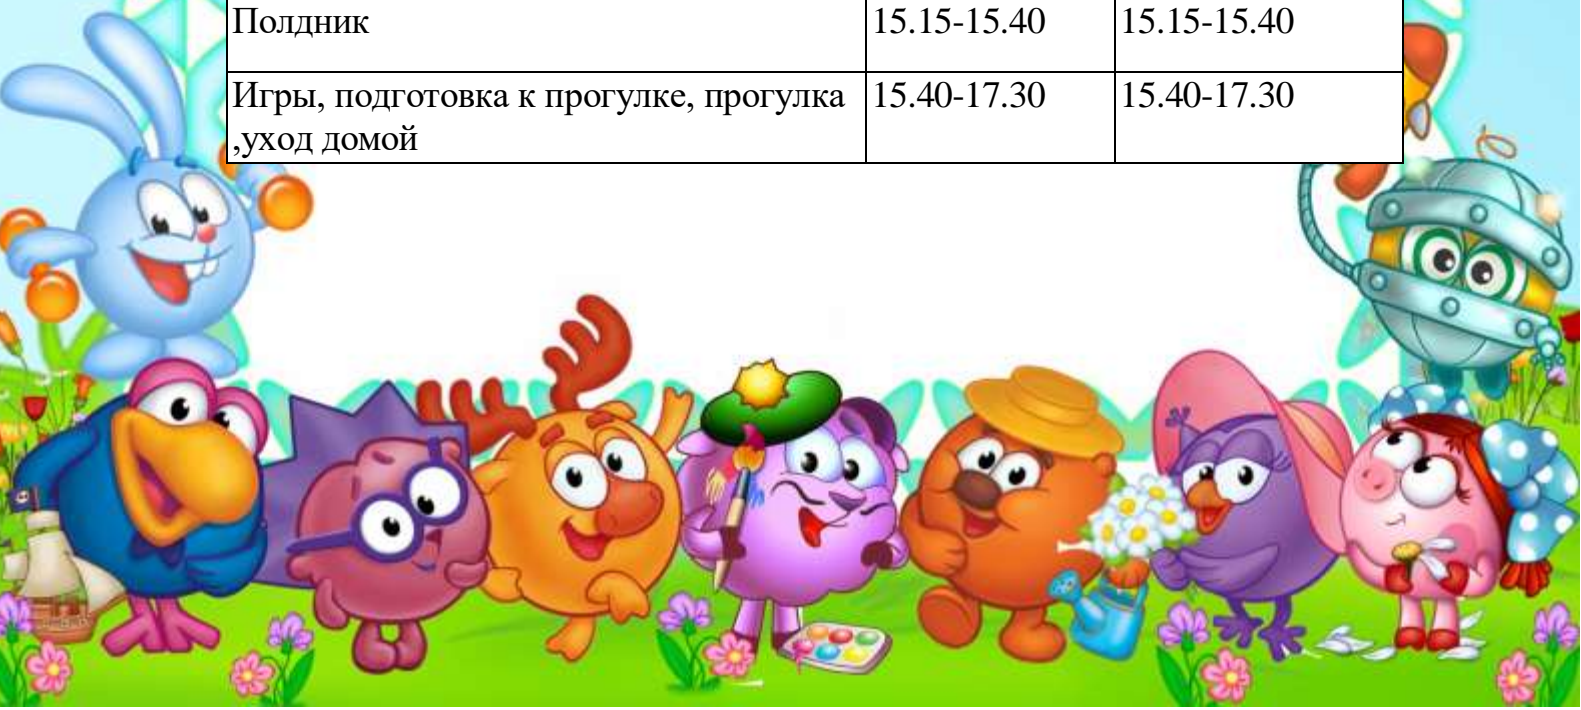 Полдник 15.15-15.40 15.15-15.40
Игры, подготовка к прогулке, прогулка 15.40-17.30 15.40-17.30
,уход домой